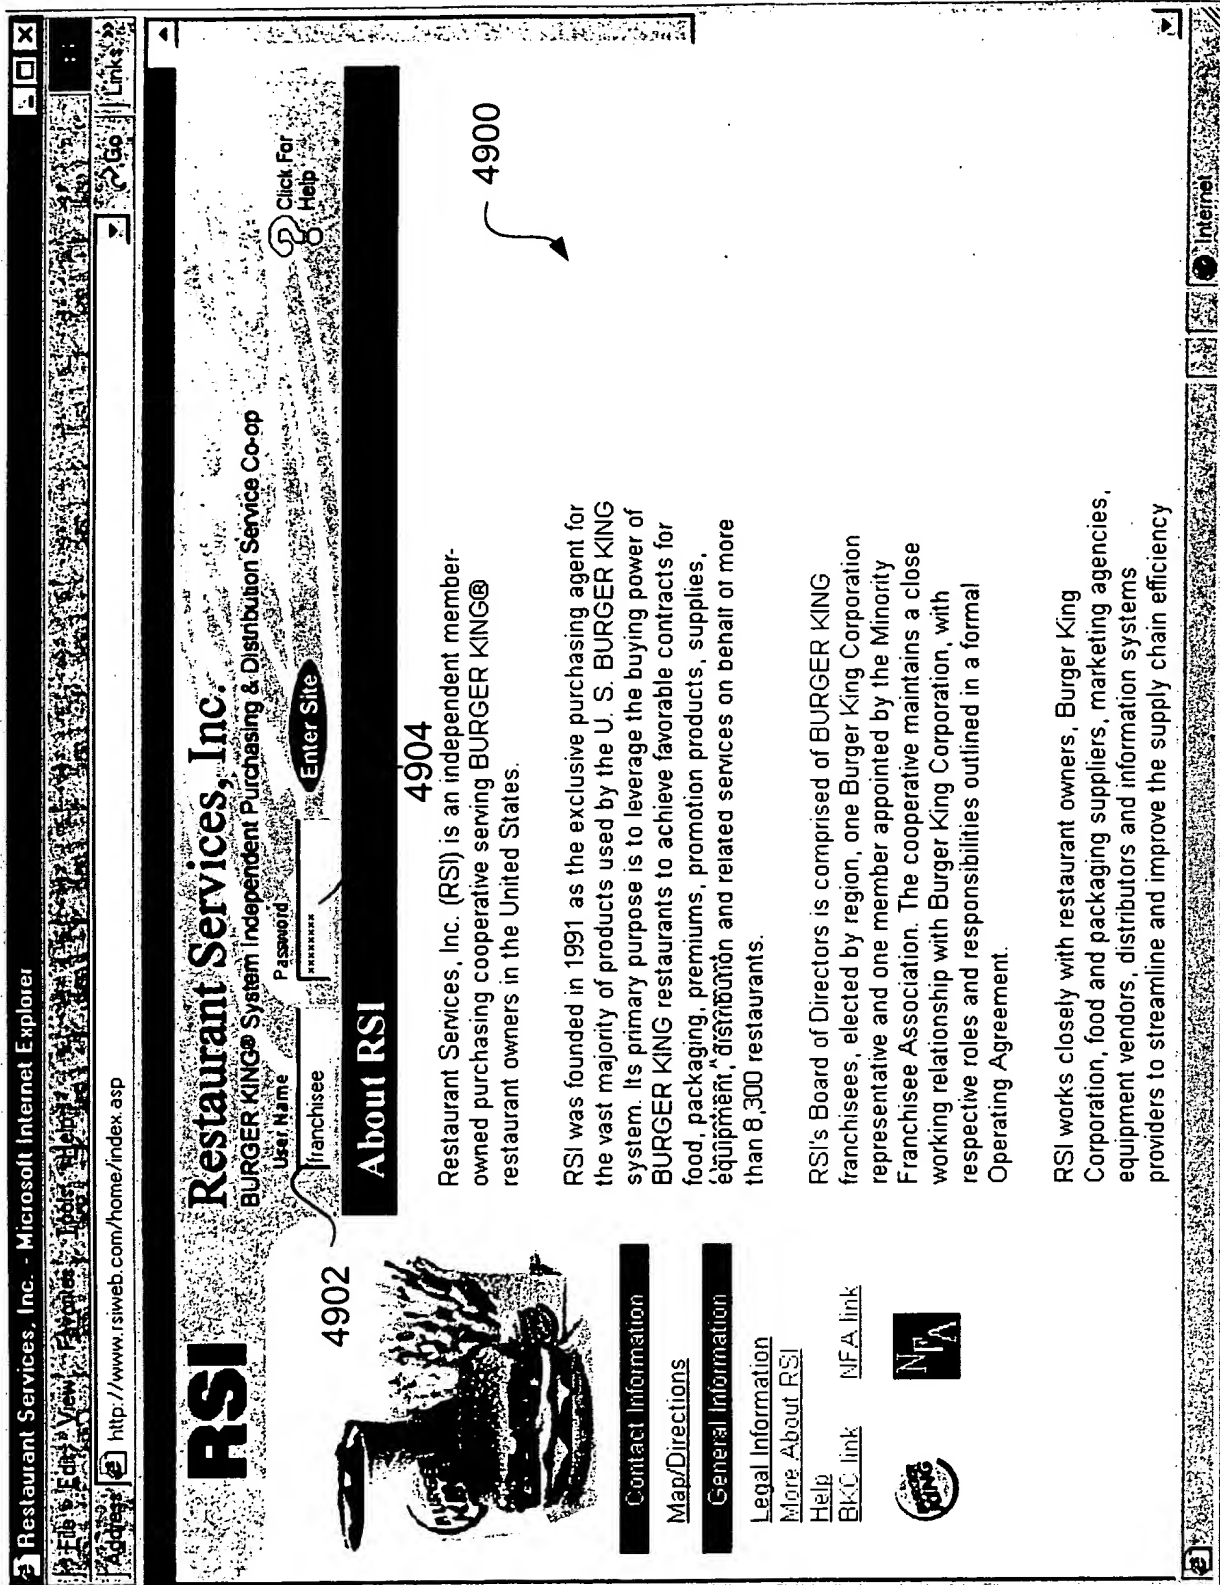 Restaurant Services, Inc. - Microsoft Internet Explorer
File Edit View Favorites Tools Help
Address http://www.rsiweb.com/home/index.asp Go Links »
RSI
Restaurant Services, Inc.
BURGER KING® System Independent Purchasing & Distribution Service Co-op
User Name Password
franchisee ******** Enter Site
Click For
Help
4902
4904
4900
About RSI
Restaurant Services, Inc. (RSI) is an independent member-
owned purchasing cooperative serving BURGER KING®
restaurant owners in the United States.
RSI was founded in 1991 as the exclusive purchasing agent for
the vast majority of products used by the U. S. BURGER KING
system. Its primary purpose is to leverage the buying power of
BURGER KING restaurants to achieve favorable contracts for
food, packaging, premiums, promotion products, supplies,
equipment, distribution and related services on behalf of more
than 8,300 restaurants.
RSI's Board of Directors is comprised of BURGER KING
franchisees, elected by region, one Burger King Corporation
representative and one member appointed by the Minority
Franchisee Association. The cooperative maintains a close
working relationship with Burger King Corporation, with
respective roles and responsibilities outlined in a formal
Operating Agreement.
RSI works closely with restaurant owners, Burger King
Corporation, food and packaging suppliers, marketing agencies,
equipment vendors, distributors and information systems
providers to streamline and improve the supply chain efficiency
Contact Information
Map/Directions
General Information
Legal Information
More About RSI
Help
BKC link NFA link
BURGER KING
NFA
Internet